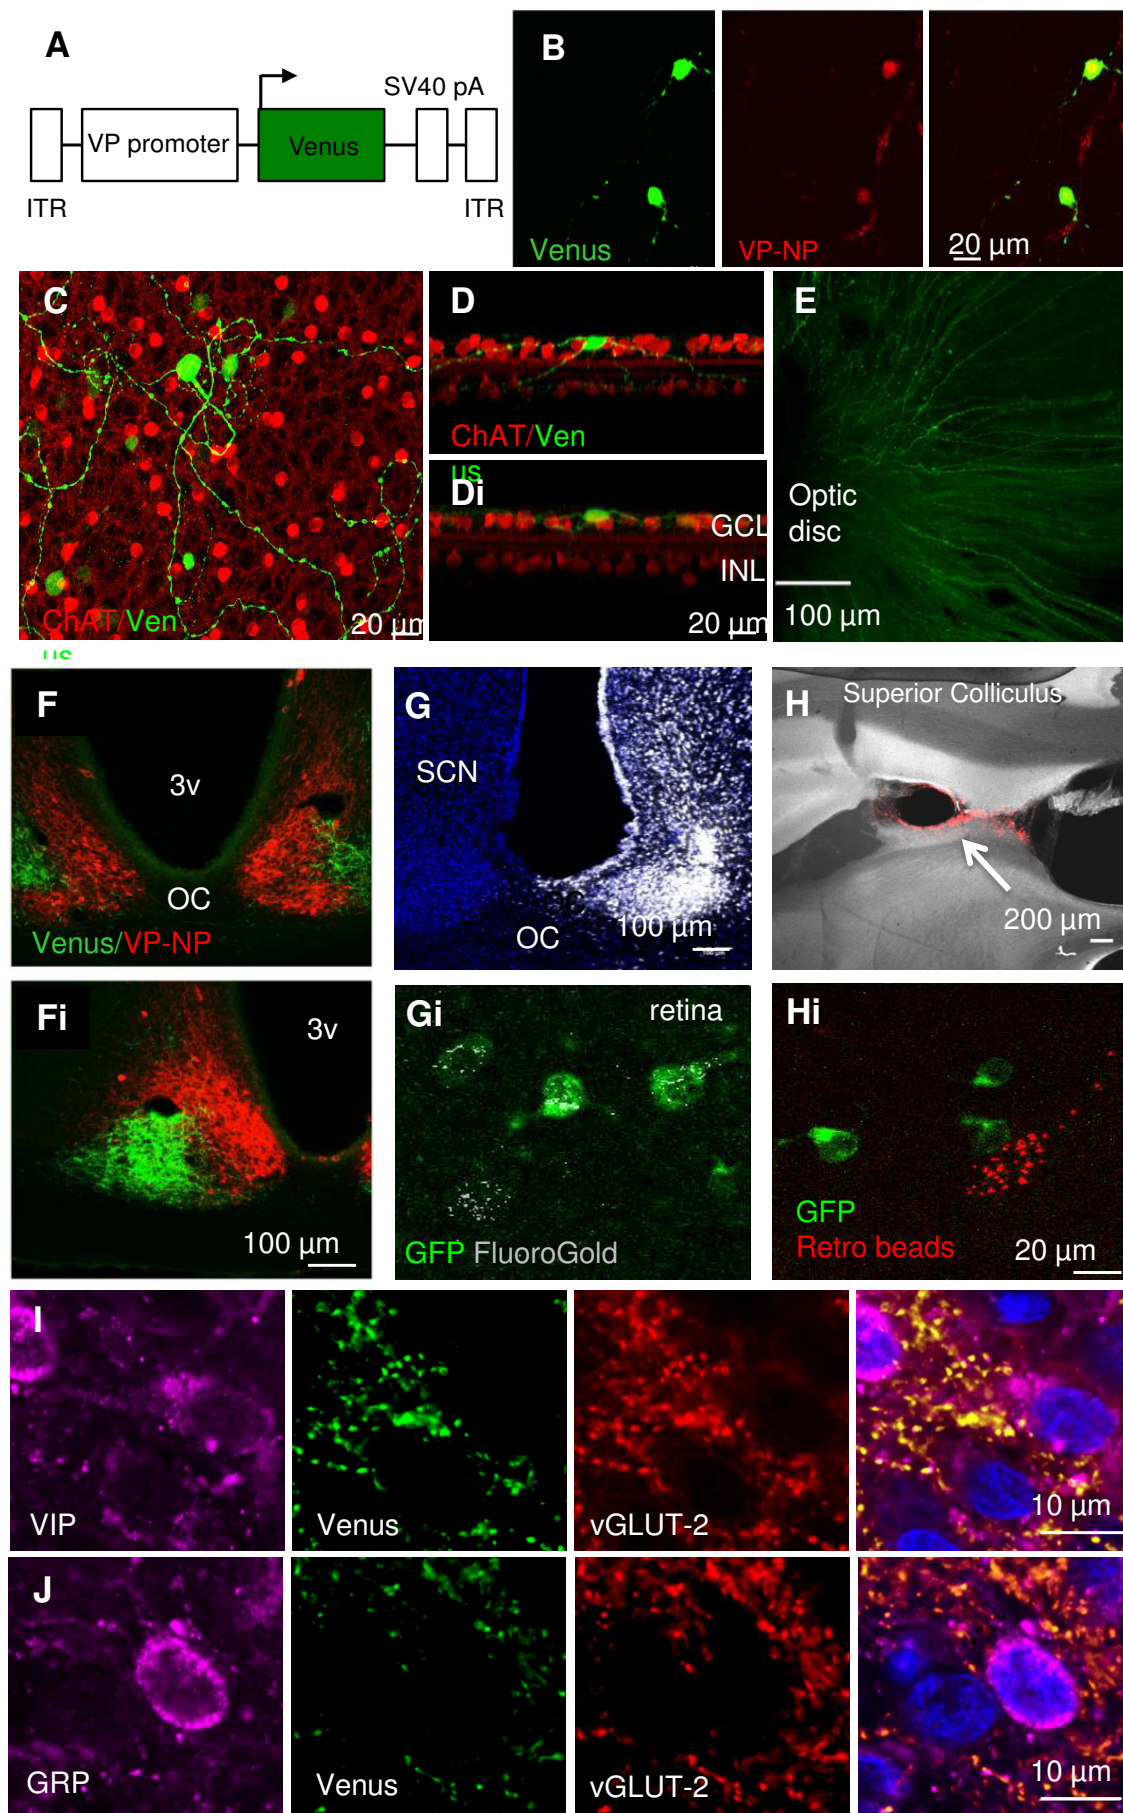 A
SV40 pA
VP promoter
Venus
ITR
ITR
B
Venus
VP-NP
20 µm
C
ChAT/Ven
us
20 µm
D
ChAT/Ven
us
Di
GCL
INL
20 µm
E
Optic
disc
100 µm
F
3v
OC
Venus/VP-NP
G
SCN
OC
OC
100 µm
H
Superior Colliculus
200 µm
Fi
3v
100 µm
Gi
retina
GFP FluoroGold
Hi
GFP
Retro beads
20 µm
I
VIP
Venus
vGLUT-2
10 µm
J
GRP
Venus
vGLUT-2
10 µm